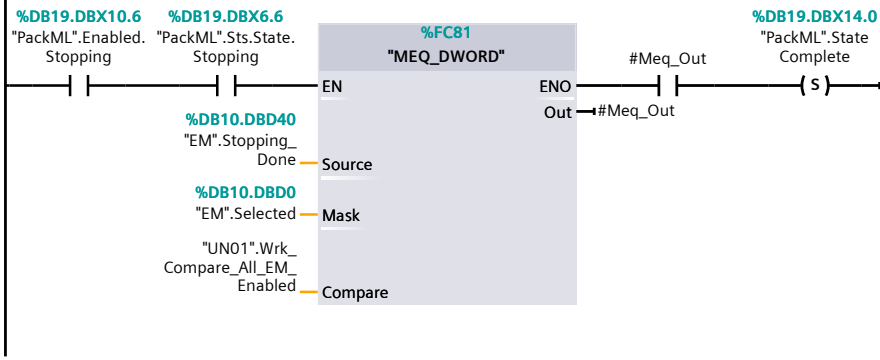 %DB19.DBX10.6
"PackML".Enabled.
Stopping
%DB19.DBX6.6
"PackML".Sts.State.
Stopping
%FC81
"MEQ_DWORD"
%DB19.DBX14.0
"PackML".State
Complete
EN
ENO
#Meq_Out
S
Out
#Meq_Out
%DB10.DBD40
"EM".Stopping_
Done
Source
%DB10.DBD0
"EM".Selected
Mask
"UN01".Wrk_
Compare_All_EM_
Enabled
Compare